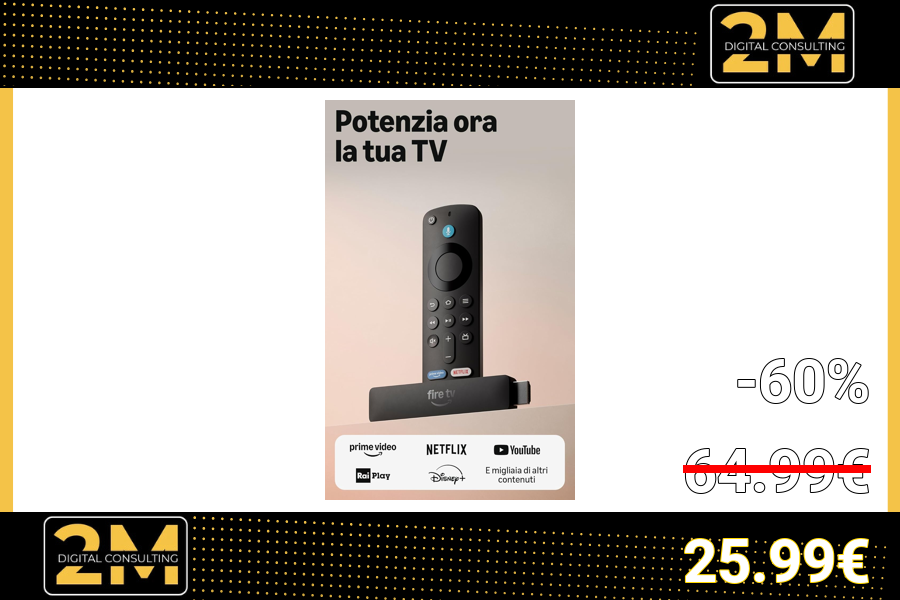 2M
DIGITAL CONSULTING
Potenzia ora
la tua TV
NETFLIX
fire tv
prime video
NETFLIX
YouTube
Rai Play
Disney+
E migliaia di altri
contenuti
-60%
64.99€
2M
DIGITAL CONSULTING
25.99€